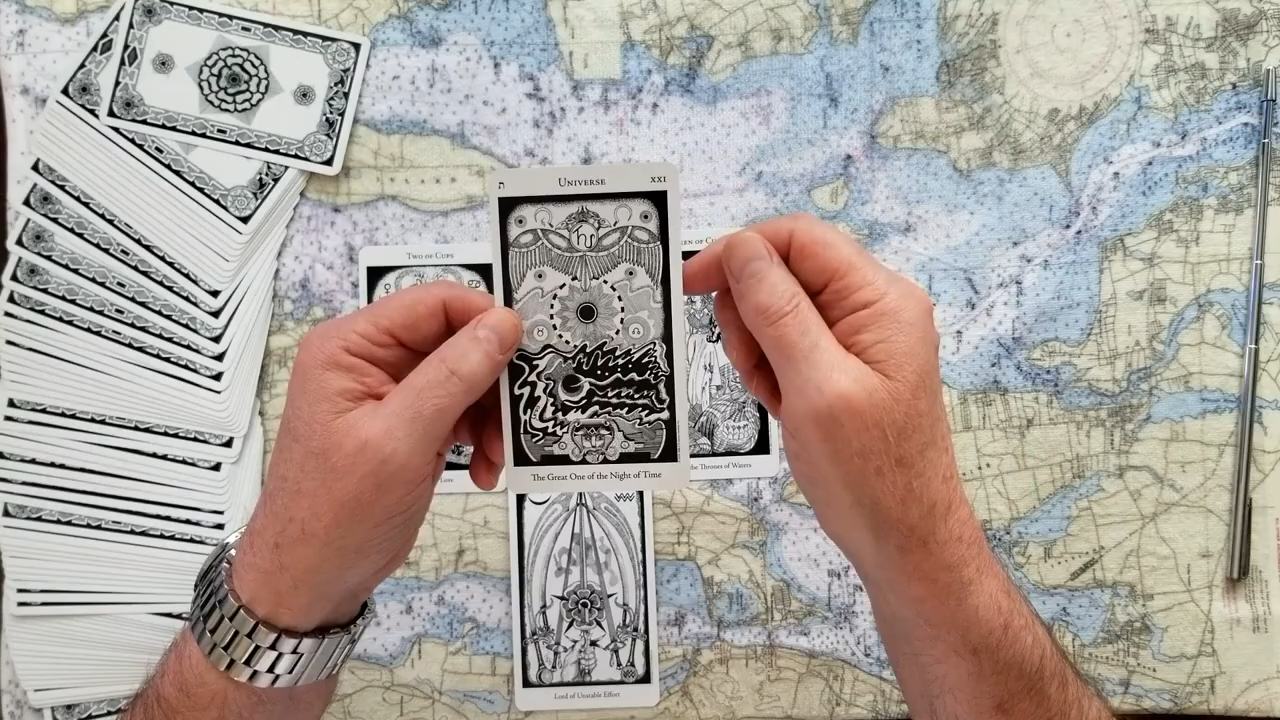 ת Universe XXI
The Great One of the Night of Time
Two of Cups
the Thrones of Waters
Lord of Unstable Effort